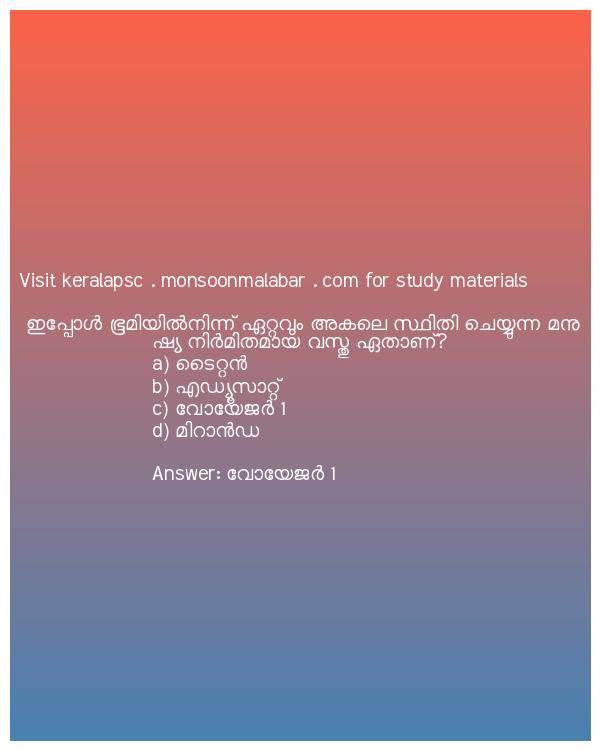 Visit keralapsc . monsoonmalabar . com for study materials
ഇപ്പോൾ ഭൂമിയിൽനിന്ന് ഏറ്റവും അകലെ സ്ഥിതി ചെയ്യുന്ന മനു
ഷ്യ നിർമിതമായ വസ്തു ഏതാണ്?
a) ടൈറ്റൻ
b) എഡ്യൂസാറ്റ്
c) വോയേജർ 1
d) മിറാൻഡ
Answer: വോയേജർ 1